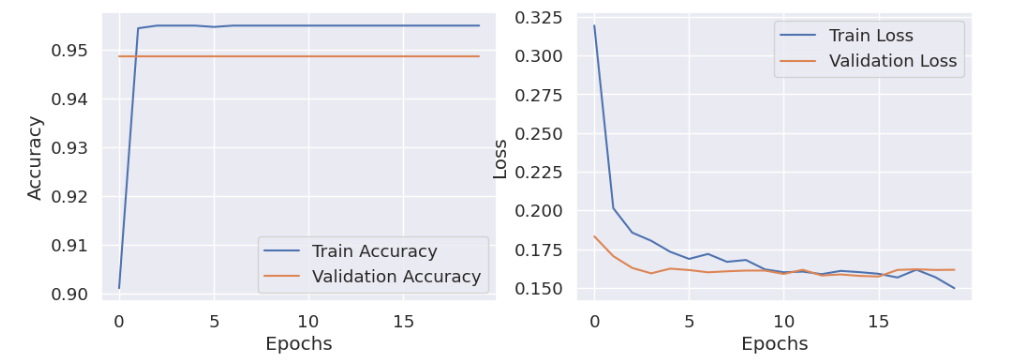 0.95
0.94
0.93
0.92
0.91
0.90
Accuracy
Train Accuracy
Validation Accuracy
0 5 10 15
Epochs
0.325
0.300
0.275
0.250
0.225
0.200
0.175
0.150
Loss
Train Loss
Validation Loss
0 5 10 15
Epochs